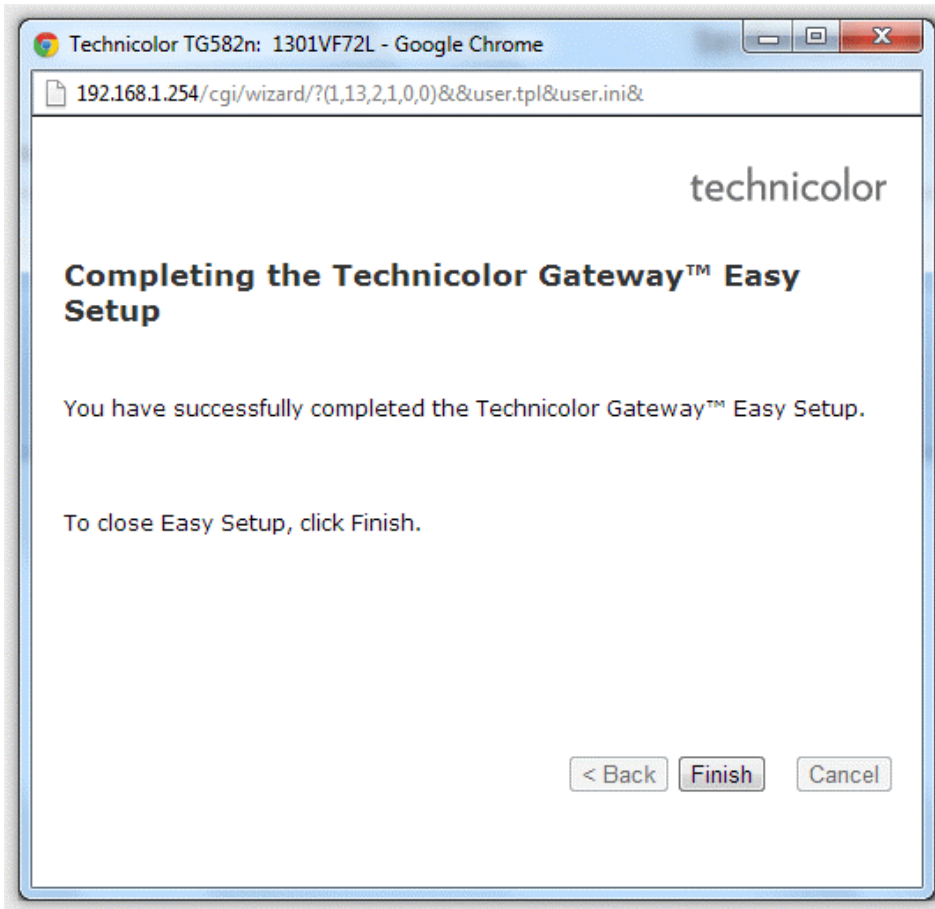 Technicolor TG582n: 1301VF72L - Google Chrome
192.168.1.254/cgi/wizard/?(1,13,2,1,0,0)&&user.tpl&user.ini&
technicolor
Completing the Technicolor Gateway™ Easy
Setup
You have successfully completed the Technicolor Gateway™ Easy Setup.
To close Easy Setup, click Finish.
< Back Finish Cancel